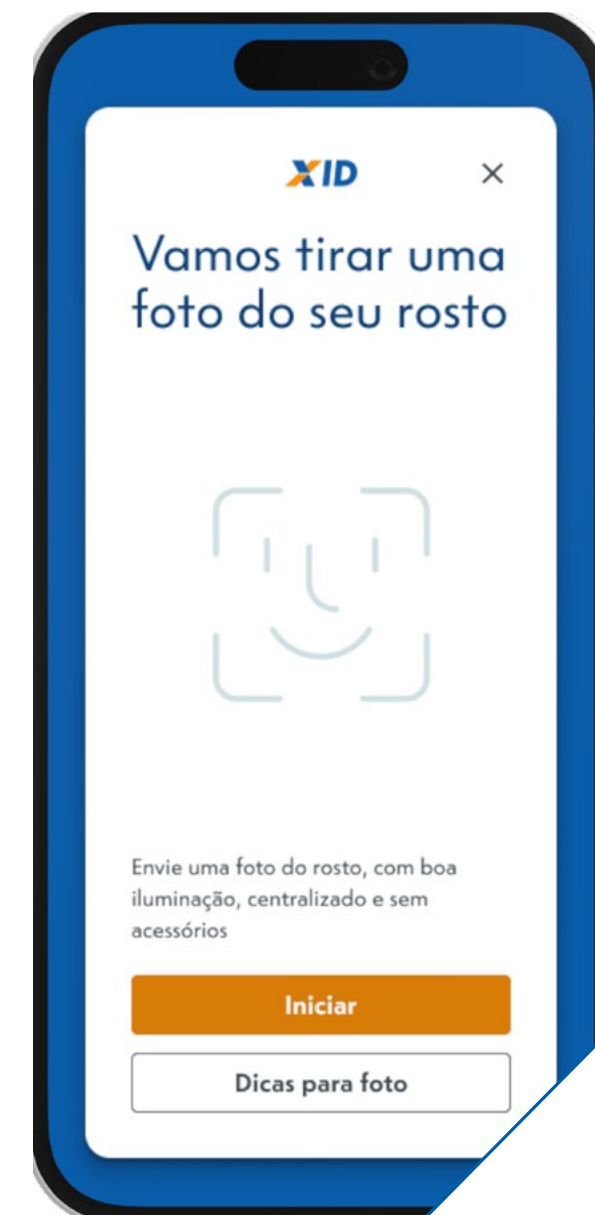 XID
Vamos tirar uma
foto do seu rosto
Envie uma foto do rosto, com boa
iluminação, centralizado e sem
acessórios
Iniciar
Dicas para foto